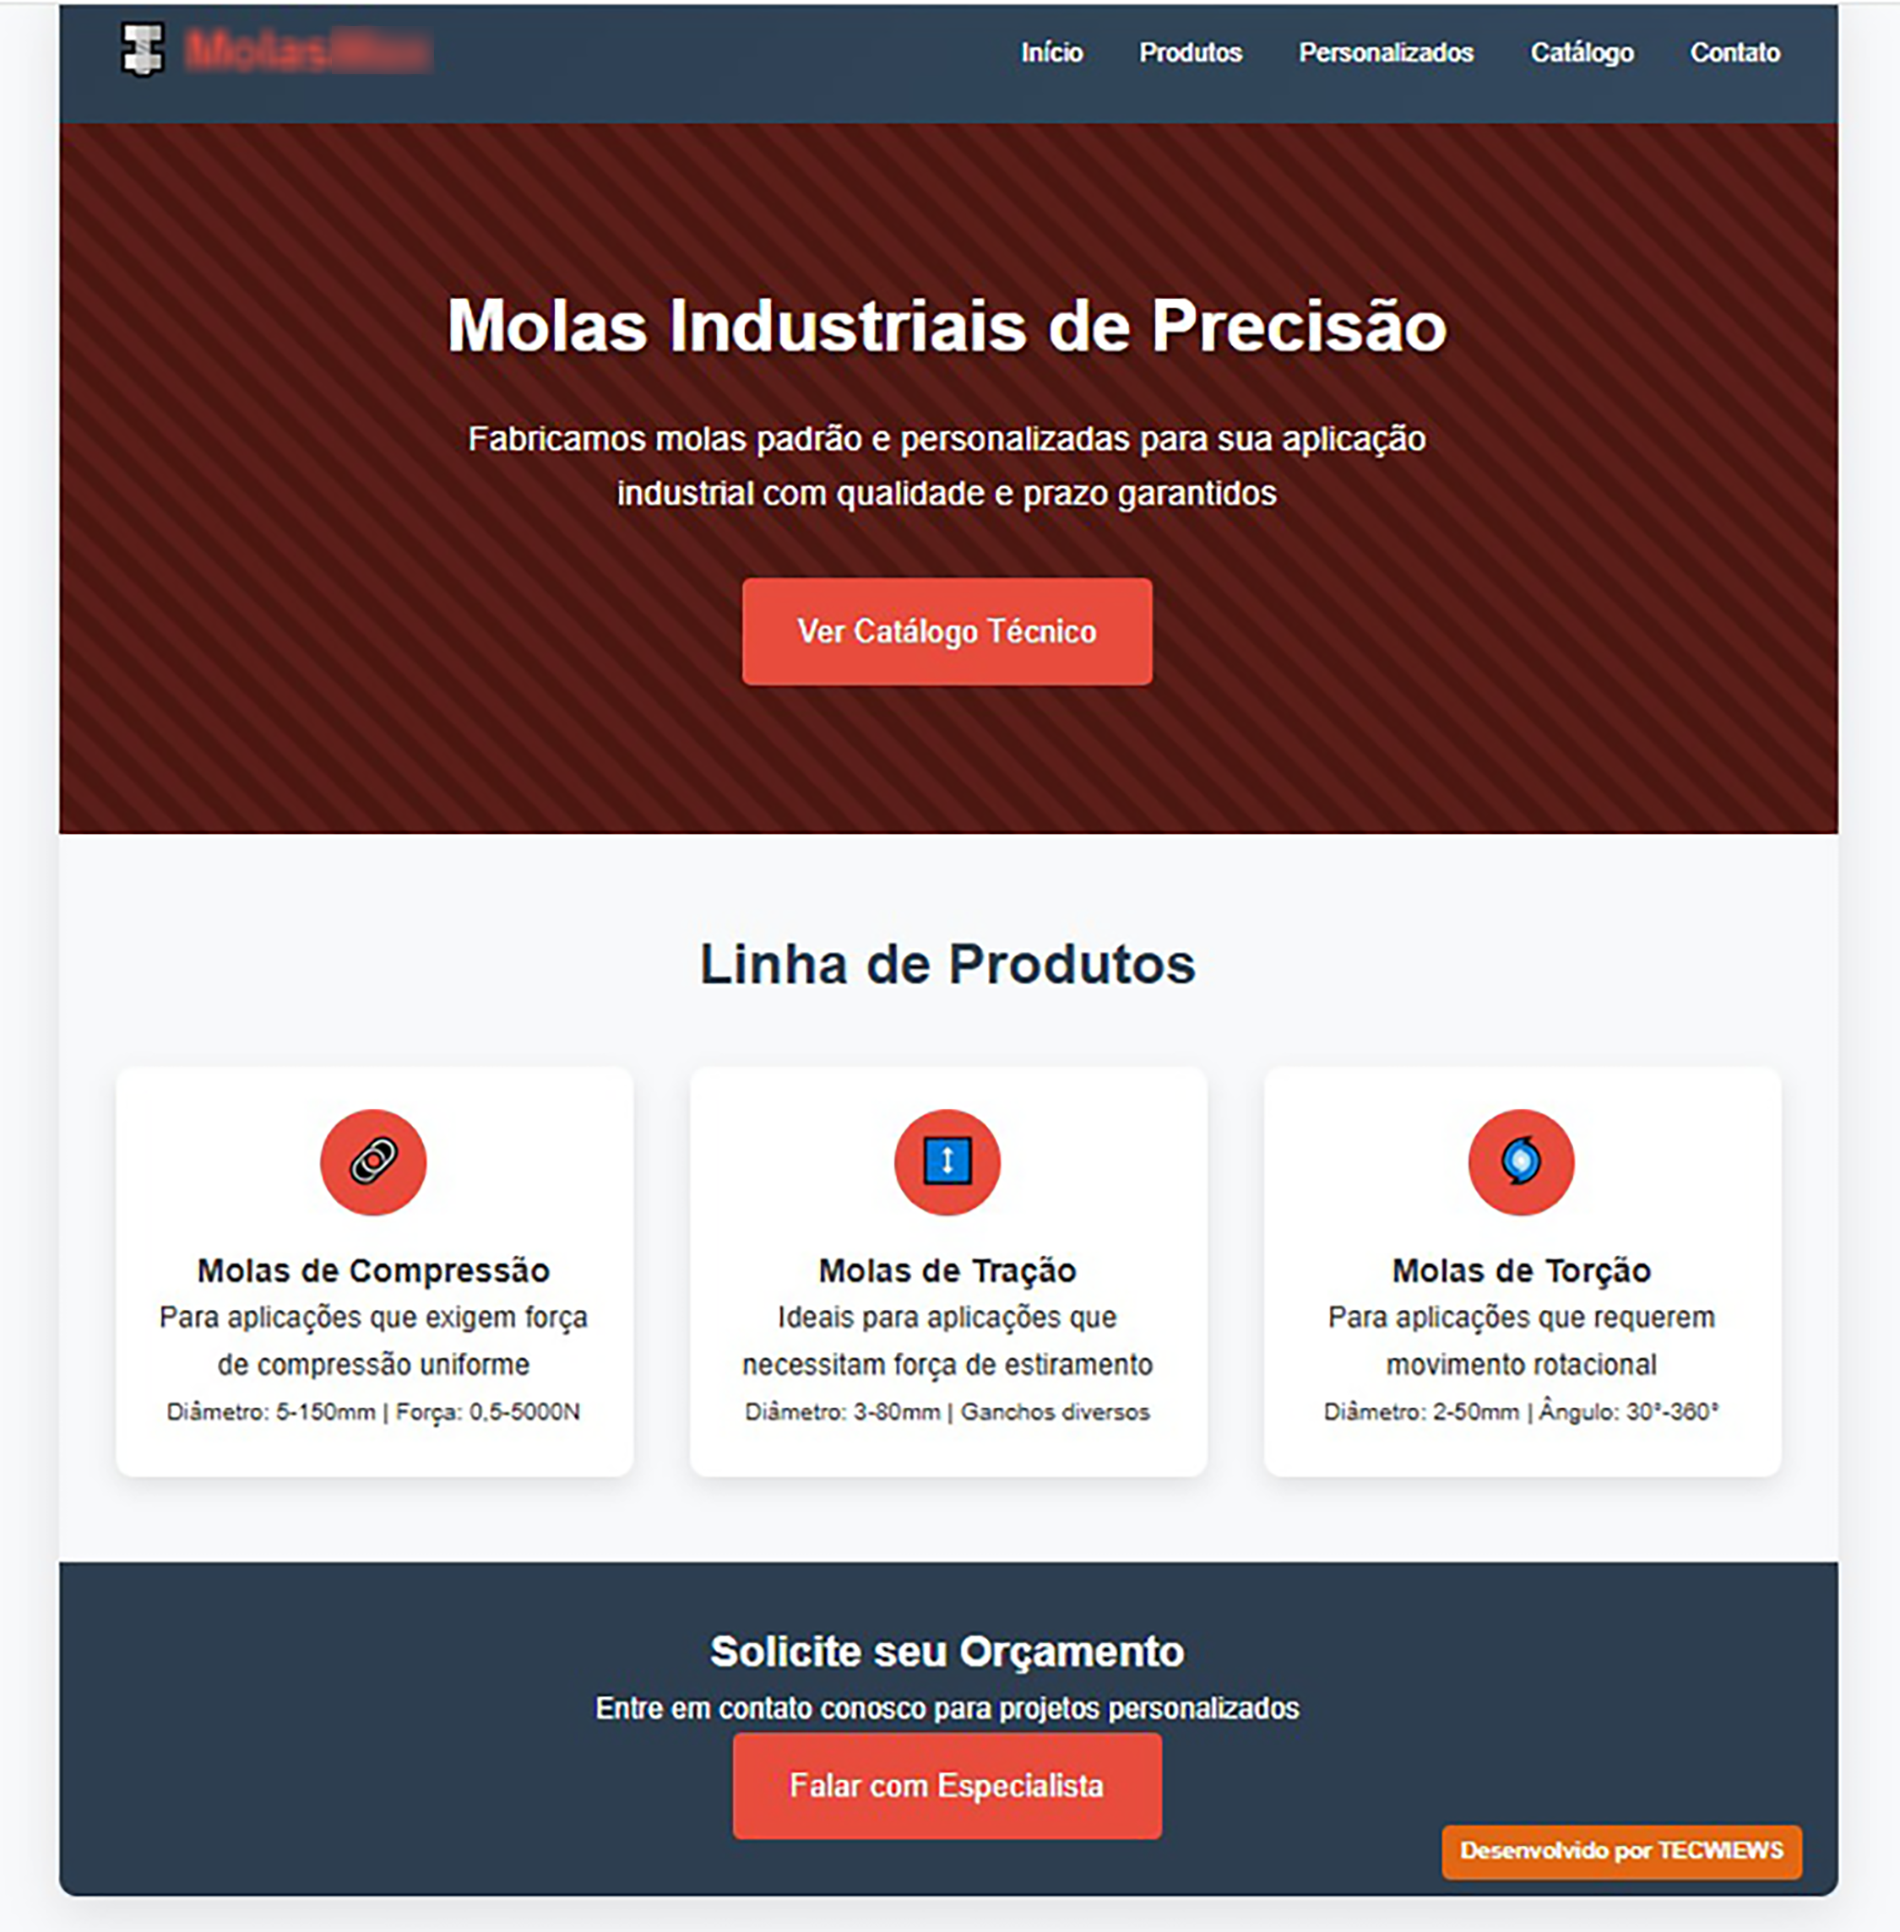 Início Produtos Personalizados Catálogo Contato
Molas Industriais de Precisão
Fabricamos molas padrão e personalizadas para sua aplicação
industrial com qualidade e prazo garantidos
Ver Catálogo Técnico
Linha de Produtos
Molas de Compressão
Para aplicações que exigem força
de compressão uniforme
Diâmetro: 5-150mm | Força: 0,5-5000N
Molas de Tração
Ideais para aplicações que
necessitam força de estiramento
Diâmetro: 3-80mm | Ganchos diversos
Molas de Torção
Para aplicações que requerem
movimento rotacional
Diâmetro: 2-50mm | Ângulo: 30°-360°
Solicite seu Orçamento
Entre em contato conosco para projetos personalizados
Falar com Especialista
Desenvolvido por TECWIEWS